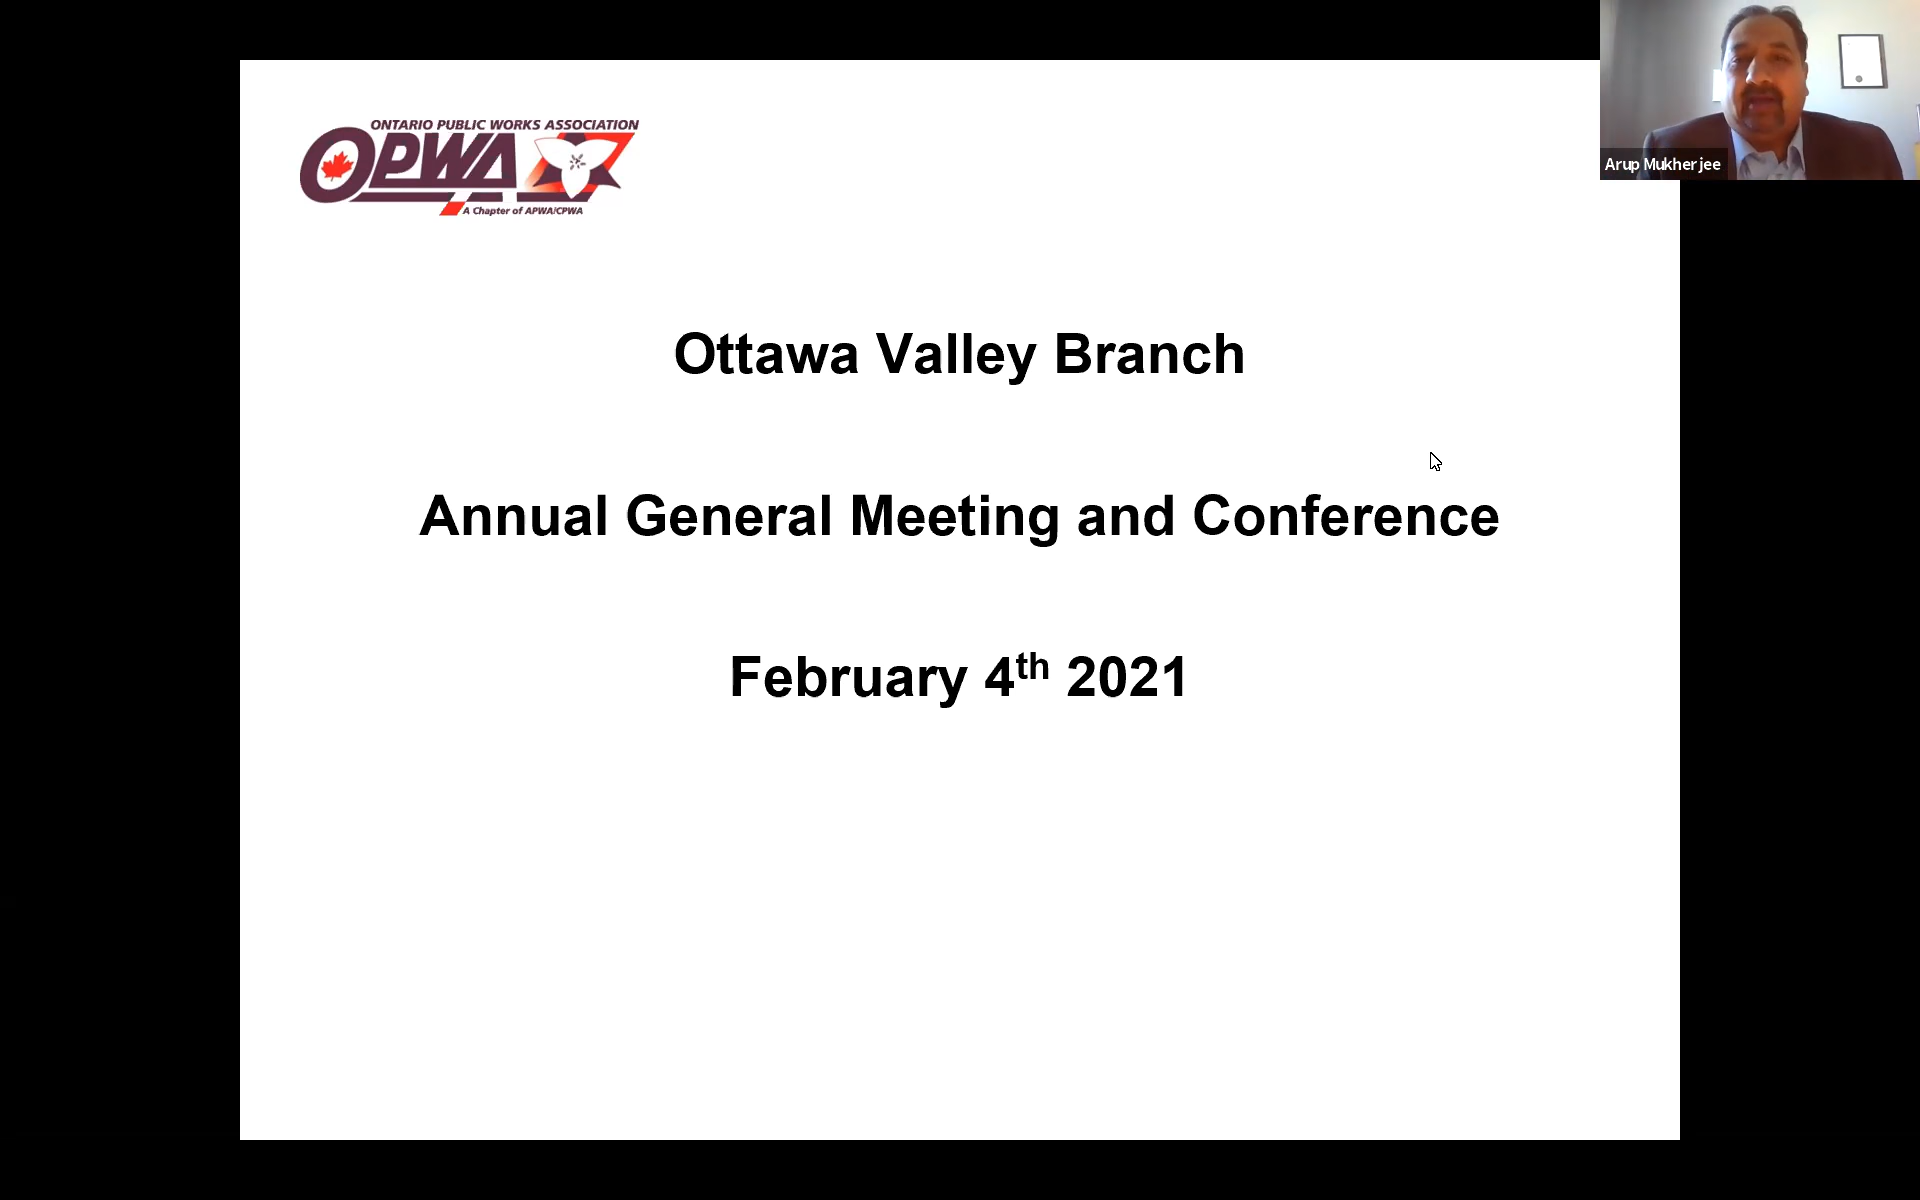 ONTARIO PUBLIC WORKS ASSOCIATION
OPWA
A Chapter of APWA/CPWA
Arup Mukherjee
Ottawa Valley Branch
Annual General Meeting and Conference
February 4th 2021